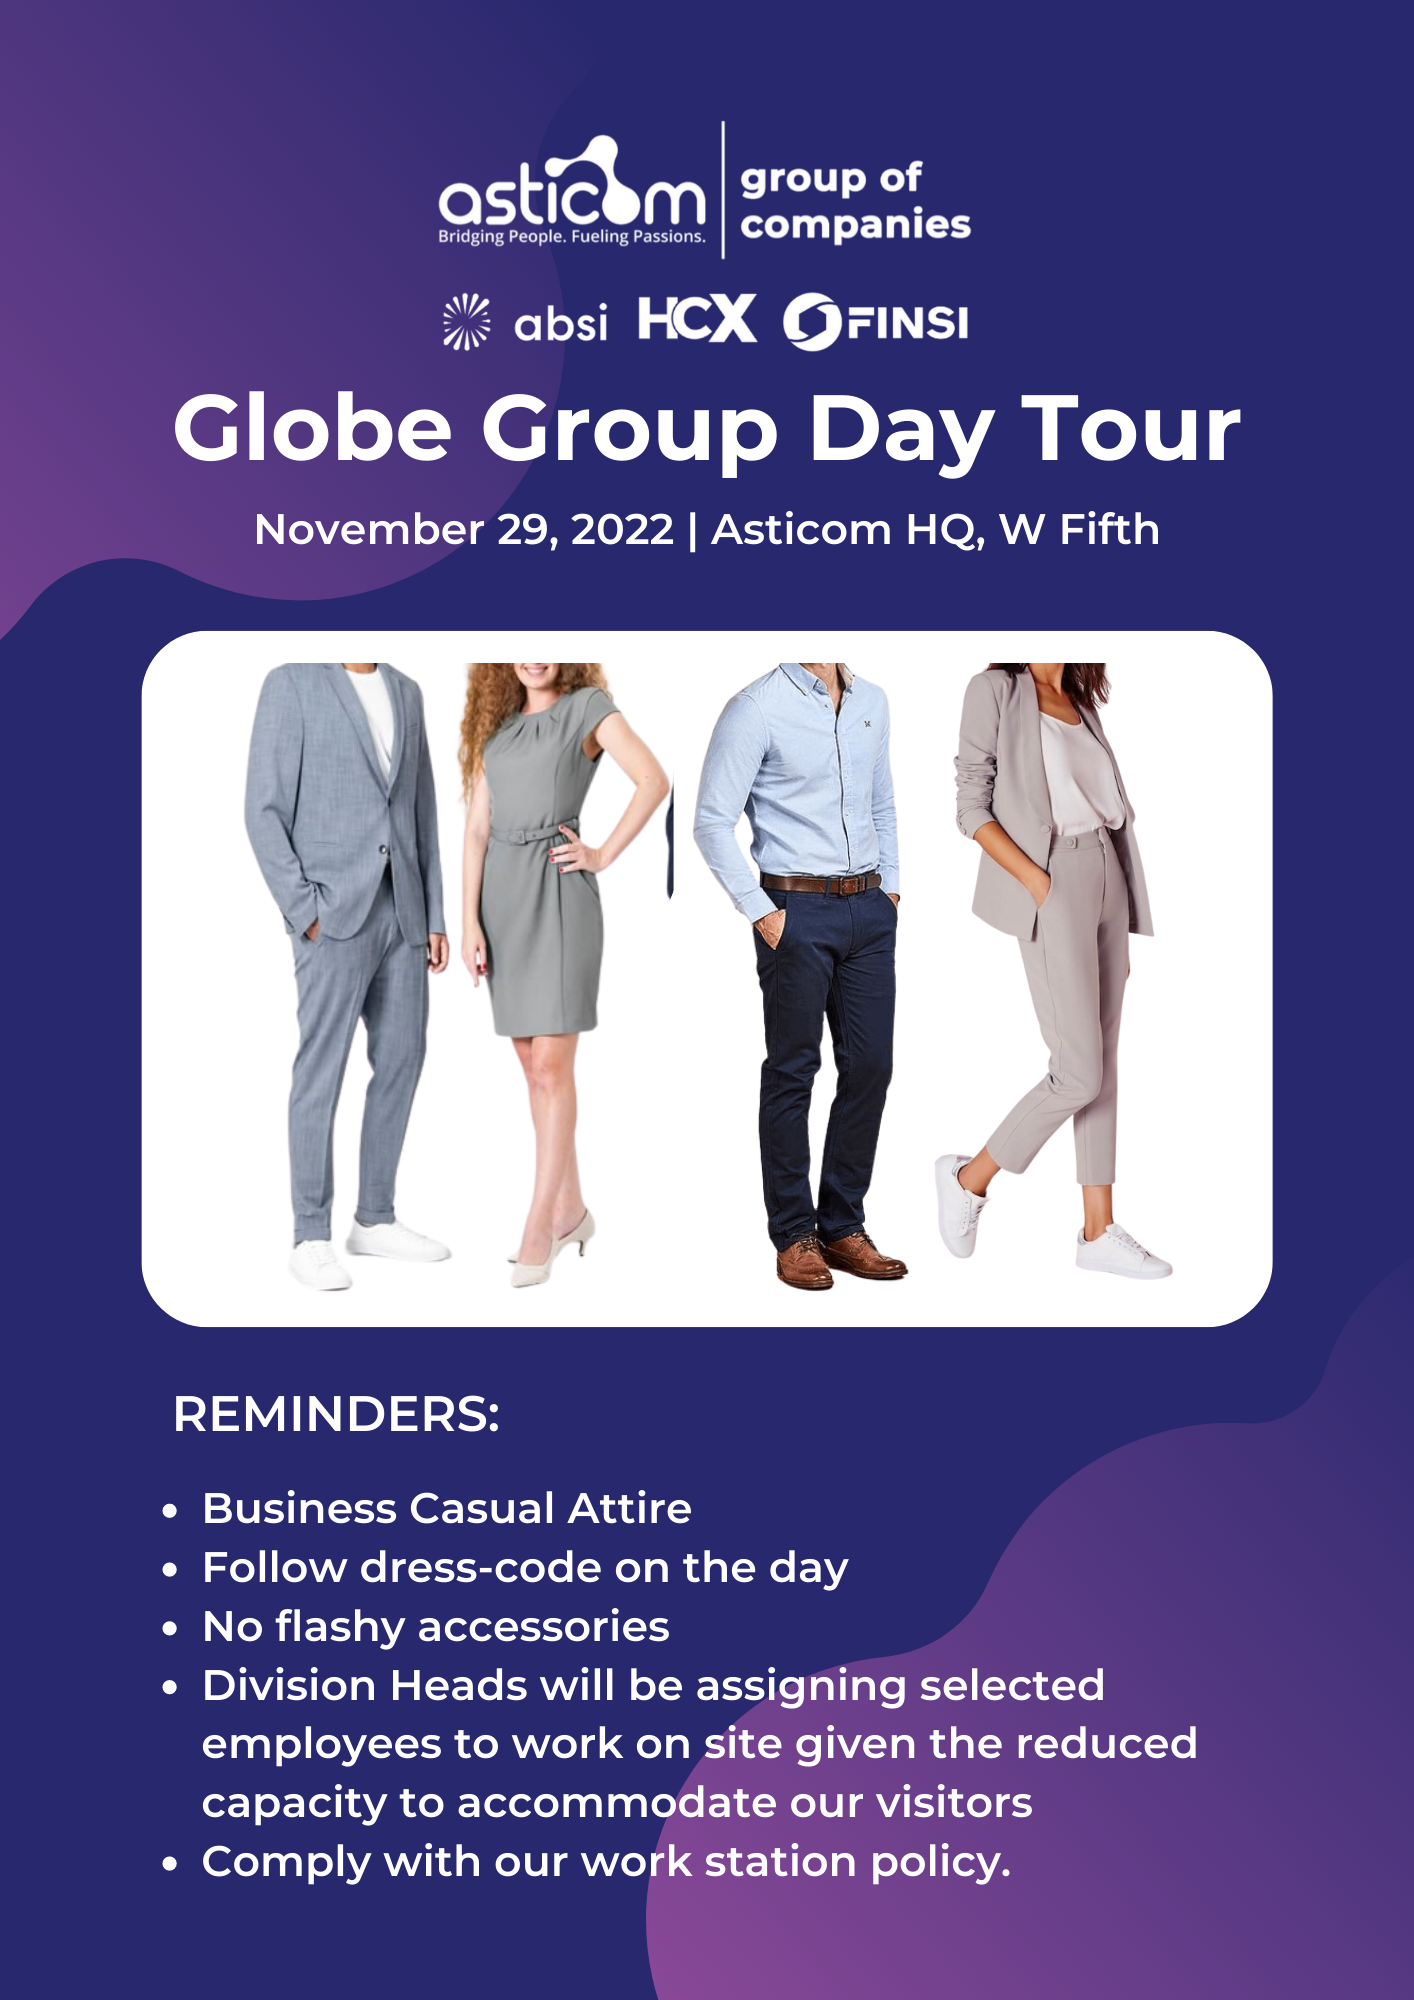 asticom
Bridging People. Fueling Passions.
group of
companies
absi HCX FINSI
Globe Group Day Tour
November 29, 2022 | Asticom HQ, W Fifth
REMINDERS:
• Business Casual Attire
• Follow dress-code on the day
• No flashy accessories
• Division Heads will be assigning selected
employees to work on site given the reduced
capacity to accommodate our visitors
• Comply with our work station policy.